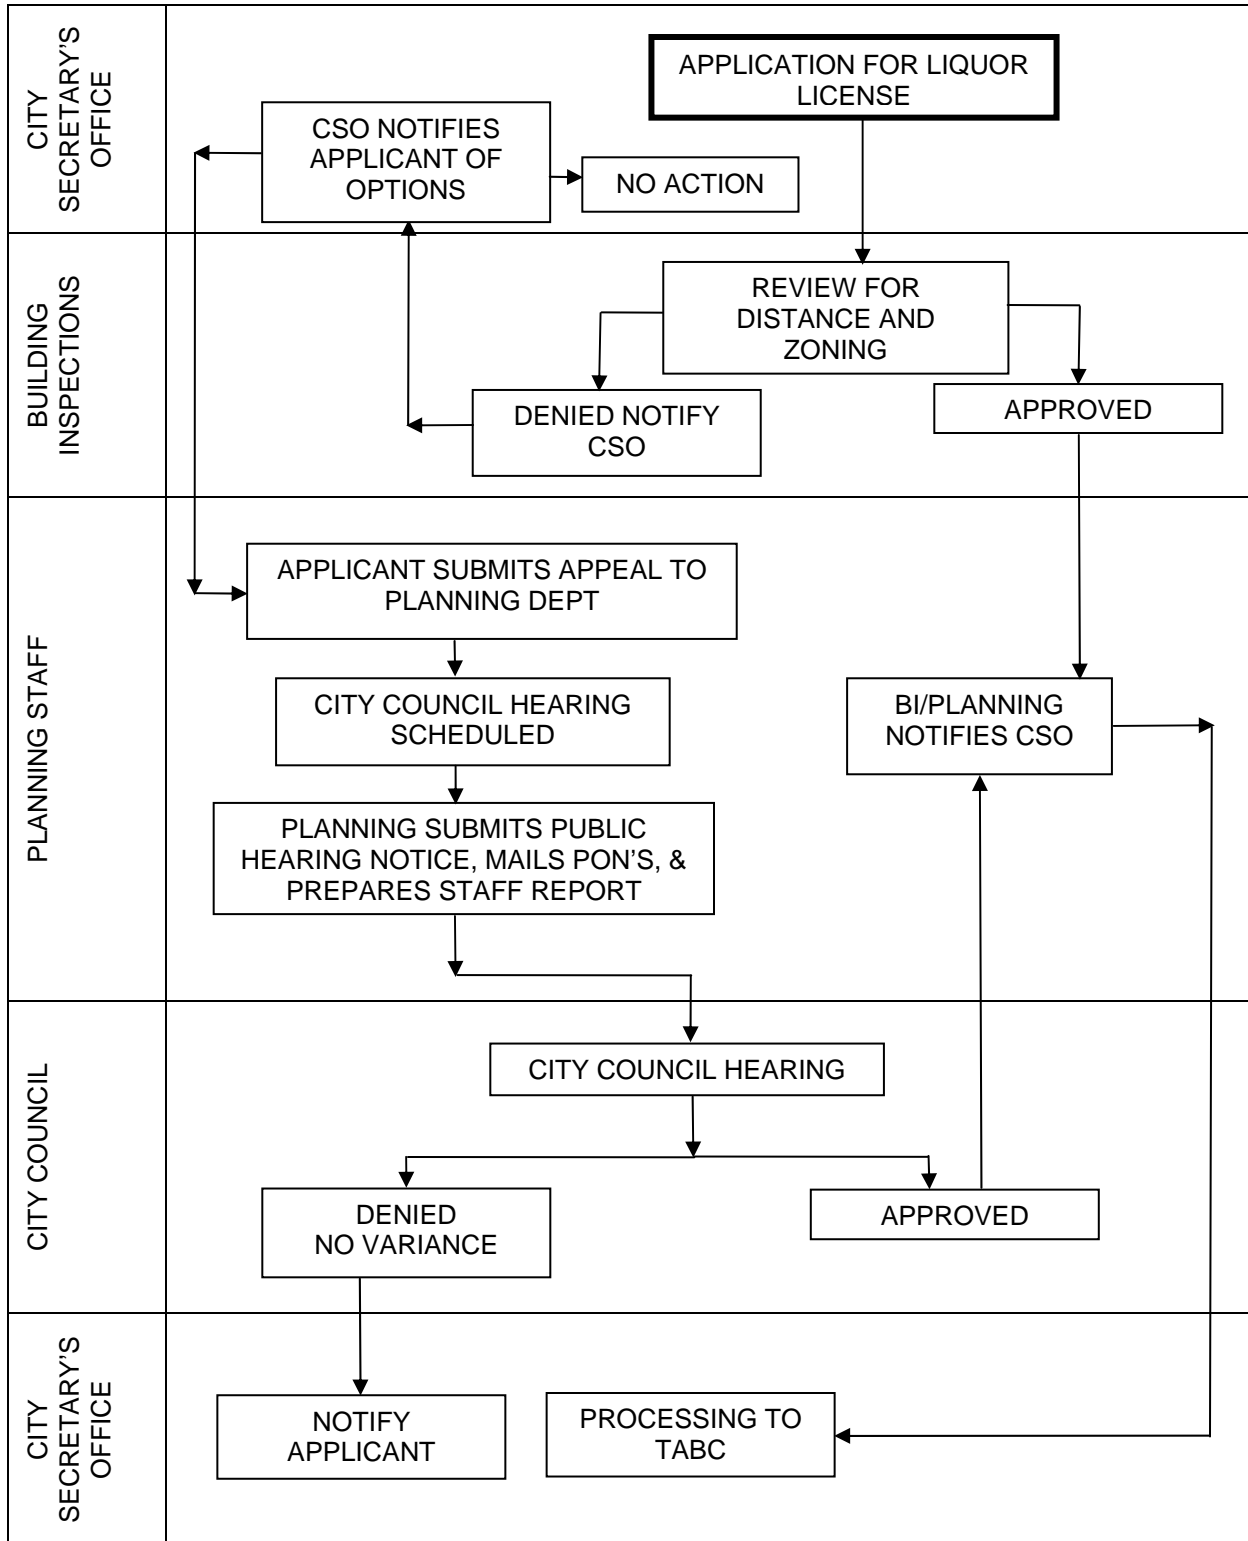 CITY
SECRETARY'S
OFFICE
APPLICATION FOR LIQUOR
LICENSE
CSO NOTIFIES
APPLICANT OF
OPTIONS
NO ACTION
BUILDING
INSPECTIONS
REVIEW FOR
DISTANCE AND
ZONING
DENIED NOTIFY
CSO
APPROVED
PLANNING STAFF
APPLICANT SUBMITS APPEAL TO
PLANNING DEPT
CITY COUNCIL HEARING
SCHEDULED
BI/PLANNING
NOTIFIES CSO
PLANNING SUBMITS PUBLIC
HEARING NOTICE, MAILS PON'S, &
PREPARES STAFF REPORT
CITY COUNCIL
CITY COUNCIL HEARING
DENIED
NO VARIANCE
APPROVED
CITY
SECRETARY'S
OFFICE
NOTIFY
APPLICANT
PROCESSING TO
TABC